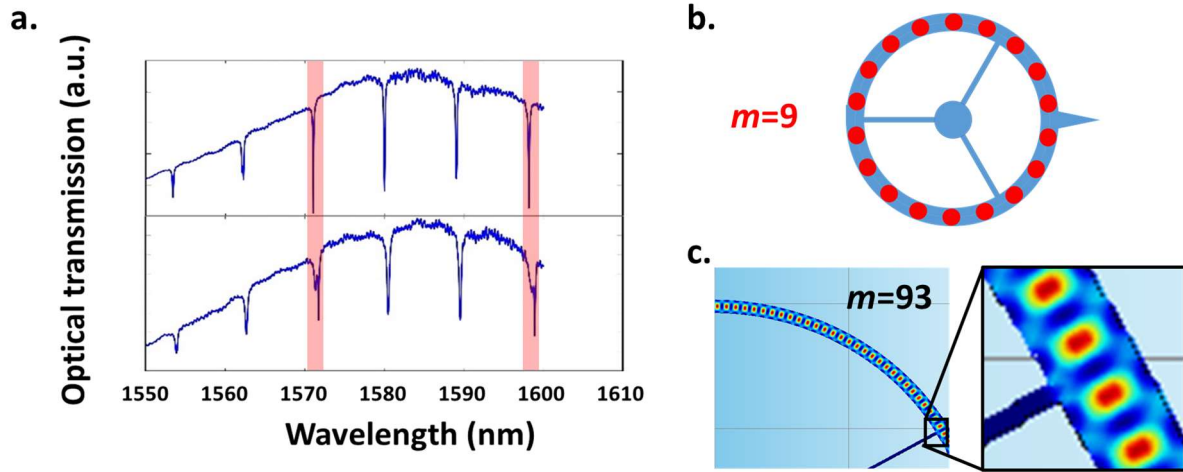 a.
Optical transmission (a.u.)
1550 1560 1570 1580 1590 1600 1610
Wavelength (nm)
b.
m=9
c.
m=93